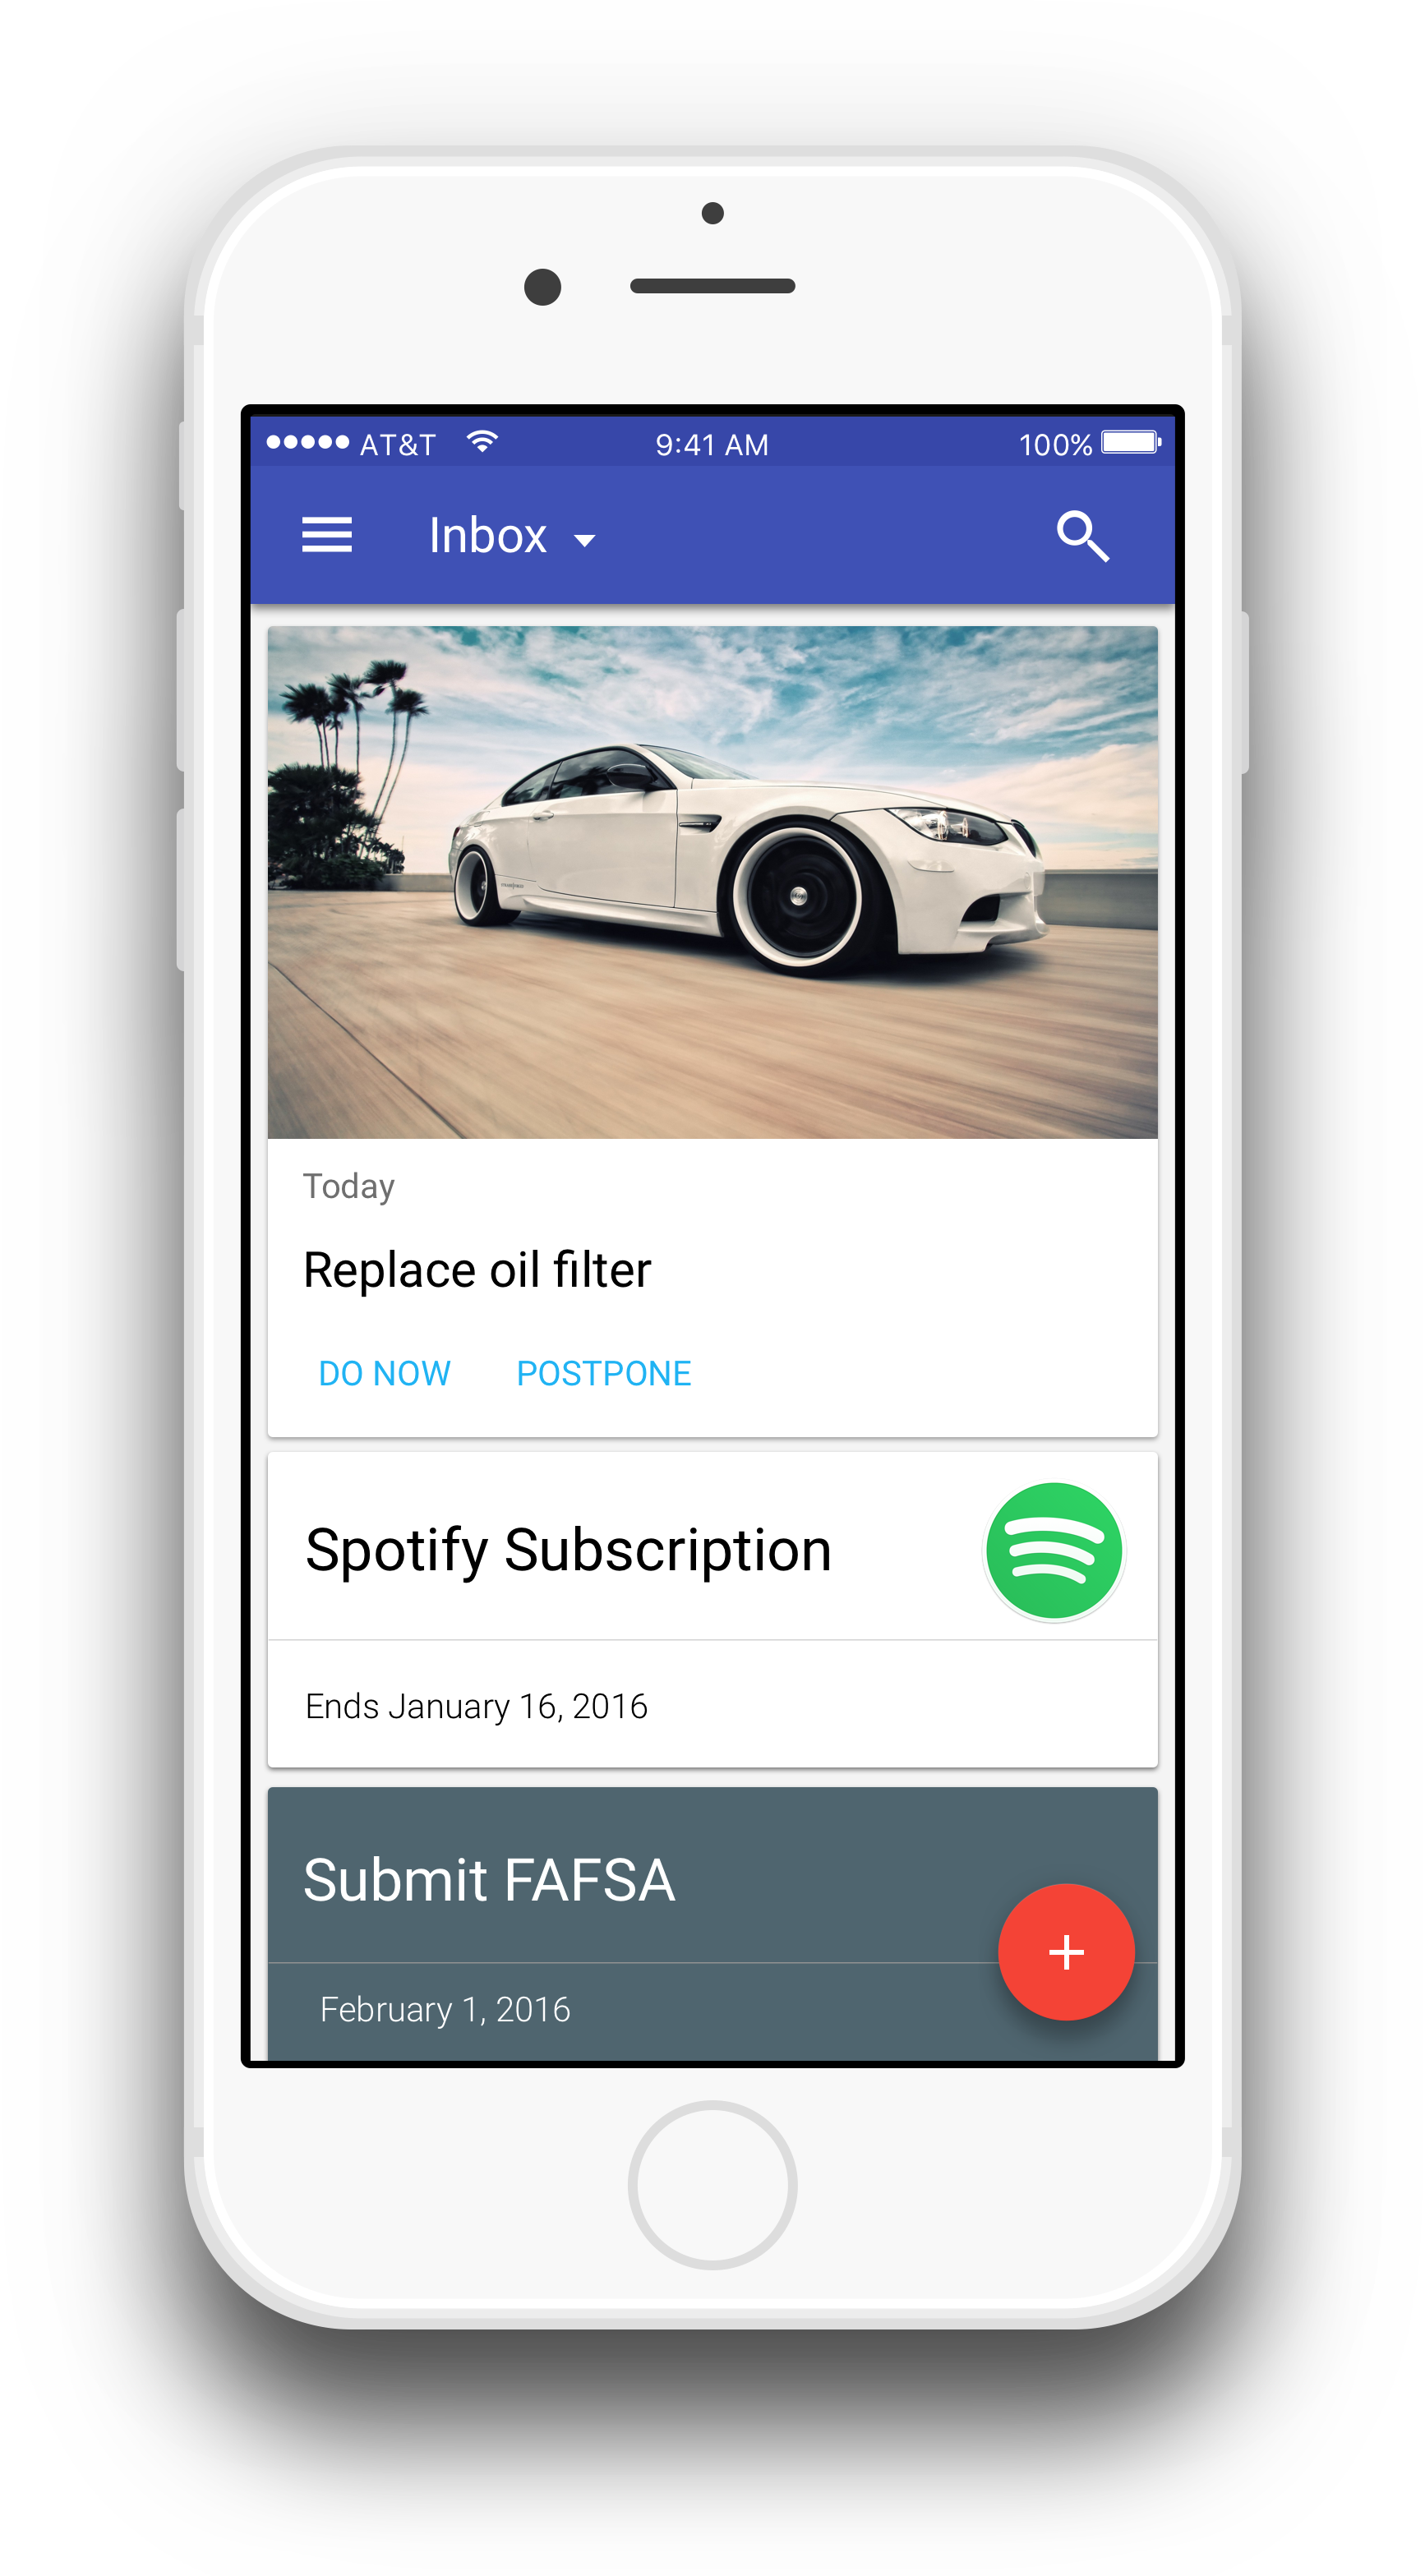 AT&T 9:41 AM 100%
Inbox
Today
Replace oil filter
DO NOW POSTPONE
Spotify Subscription
Ends January 16, 2016
Submit FAFSA
February 1, 2016